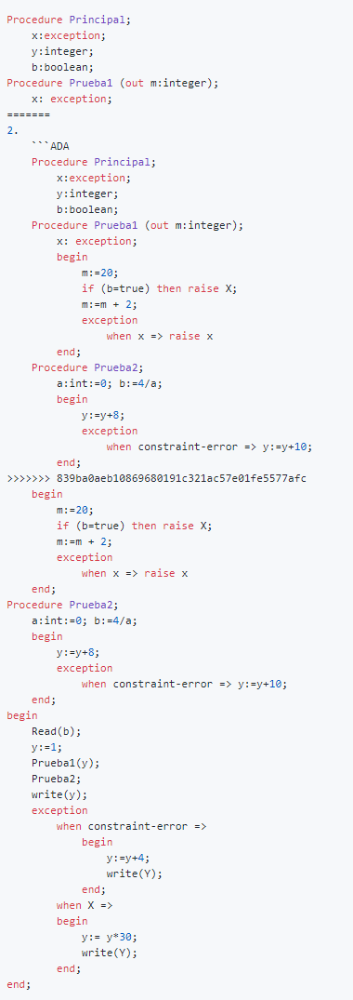 Procedure Principal;
    x:exception;
    y:integer;
    b:boolean;
Procedure Prueba1 (out m:integer);
    x: exception;
=======
2.
    ```ADA
    Procedure Principal;
        x:exception;
        y:integer;
        b:boolean;
    Procedure Prueba1 (out m:integer);
        x: exception;
        begin
            m:=20;
            if (b=true) then raise X;
            m:=m + 2;
            exception
                when x => raise x
        end;
    Procedure Prueba2;
        a:int:=0; b:=4/a;
        begin
            y:=y+8;
            exception
                when constraint-error => y:=y+10;
        end;
>>>>>>> 839ba0aeb10869680191c321ac57e01fe5577afc
    begin
        m:=20;
        if (b=true) then raise X;
        m:=m + 2;
        exception
            when x => raise x
    end;
Procedure Prueba2;
    a:int:=0; b:=4/a;
    begin
        y:=y+8;
        exception
            when constraint-error => y:=y+10;
    end;
begin
    Read(b);
    y:=1;
    Prueba1(y);
    Prueba2;
    write(y);
    exception
        when constraint-error =>
            begin
                y:=y+4;
                write(Y);
            end;
        when X =>
        begin
            y:= y*30;
            write(Y);
        end;
end;